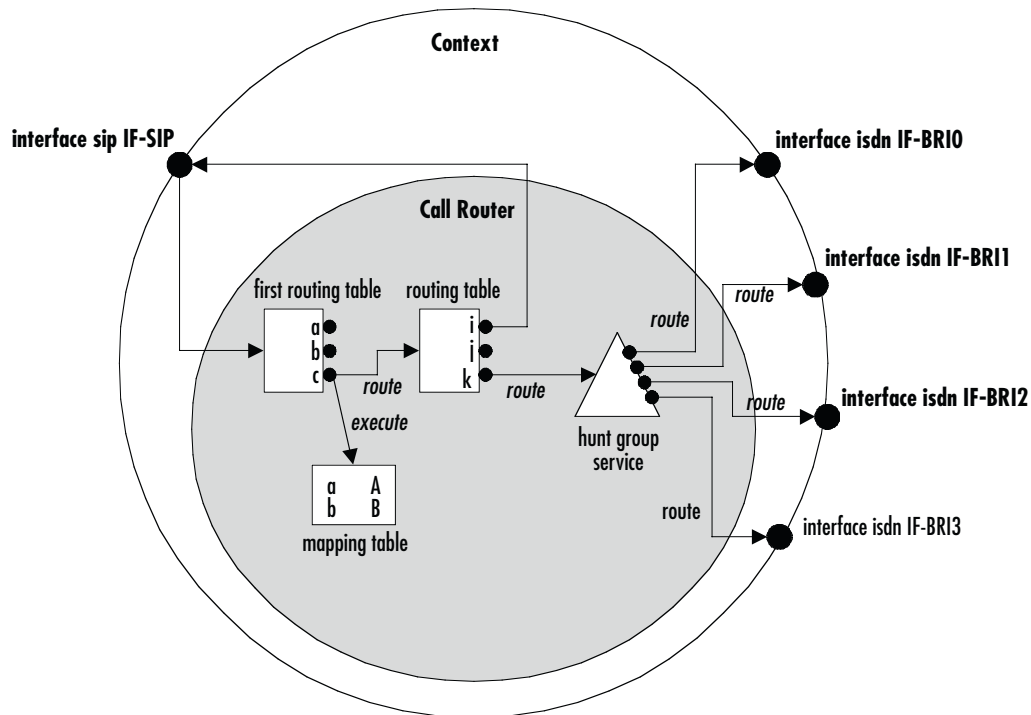 Context
interface sip IF-SIP
interface isdn IF-BRI0
Call Router
interface isdn IF-BRI1
first routing table
routing table
route
route
a
b
c
i
j
k
route
route
route
execute
hunt group
service
interface isdn IF-BRI2
a A
b B
mapping table
route
interface isdn IF-BRI3